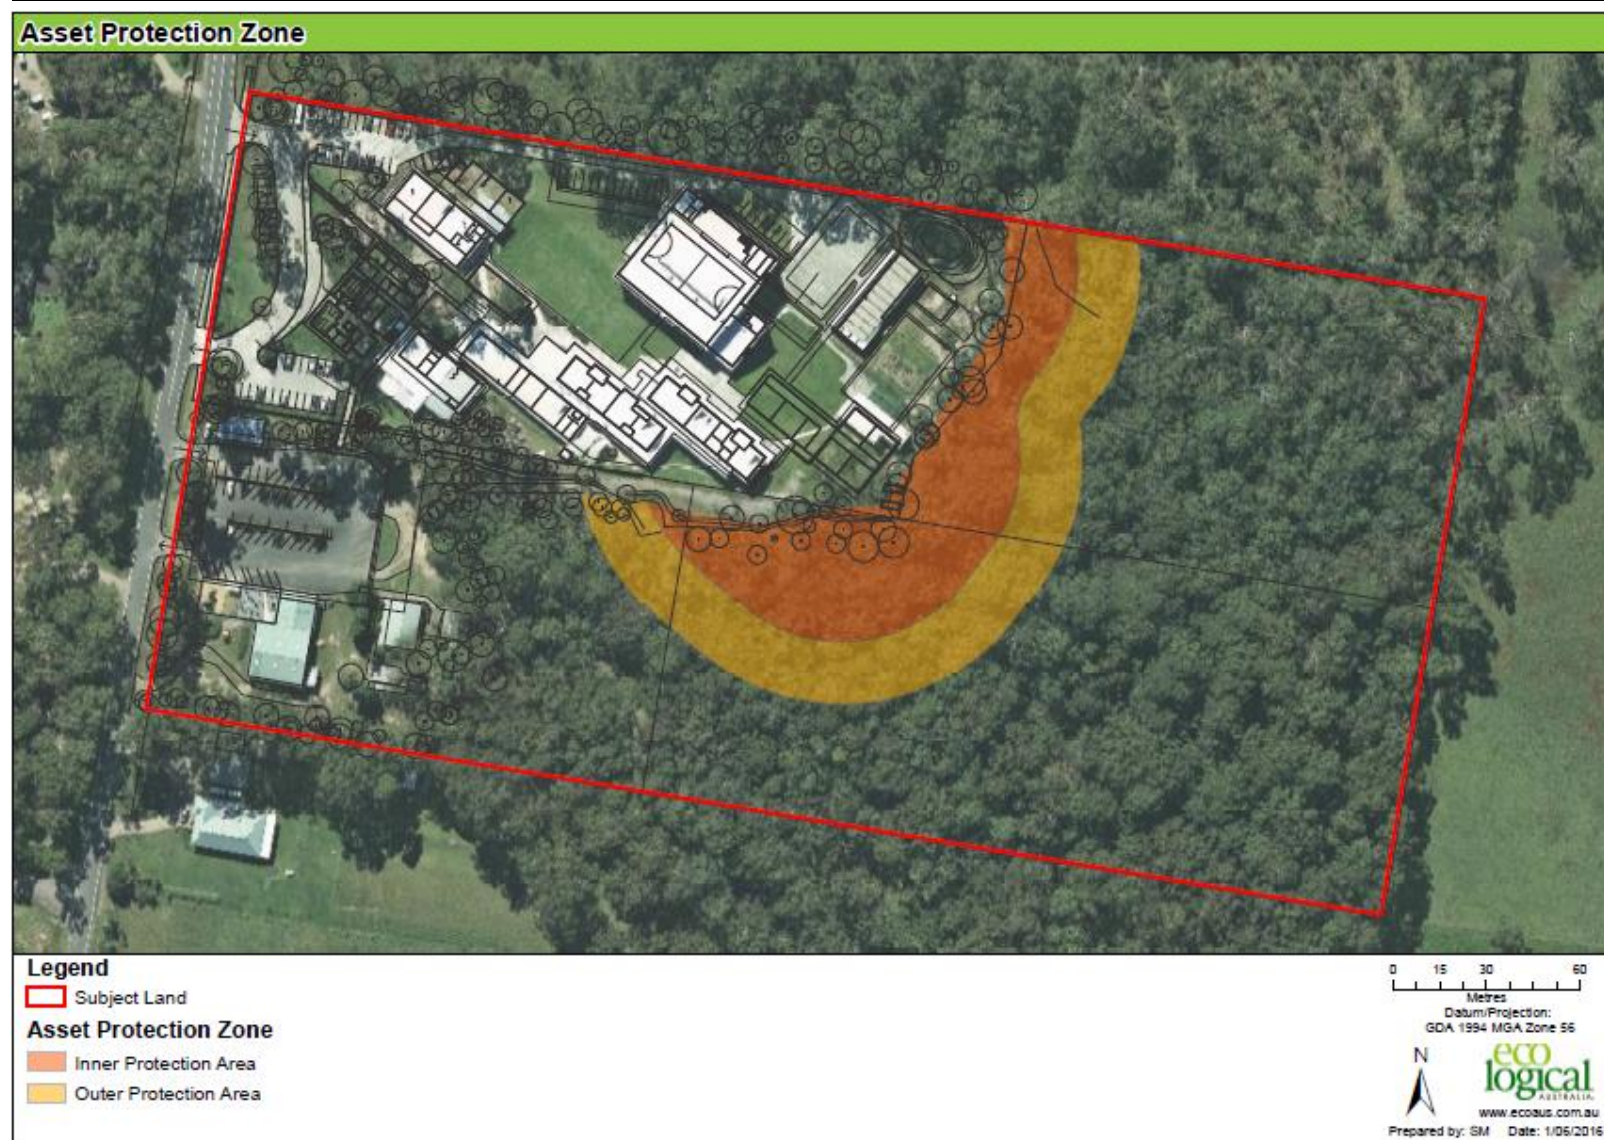 Asset Protection Zone
Legend
Subject Land
Asset Protection Zone
Inner Protection Area
Outer Protection Area
0 15 30 60
Metres
Datum/Projection:
GDA 1994 MGA Zone 56
N
eco
logical
AUSTRALIA
www.ecoaus.com.au
Prepared by: SM Date: 1/06/2016